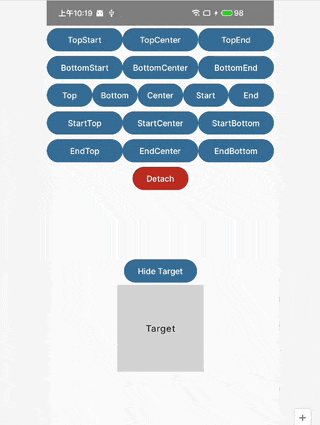 上午10:19 98
TopStart TopCenter TopEnd
BottomStart BottomCenter BottomEnd
Top Bottom Center Start End
StartTop StartCenter StartBottom
EndTop EndCenter EndBottom
Detach
Hide Target
Target
+